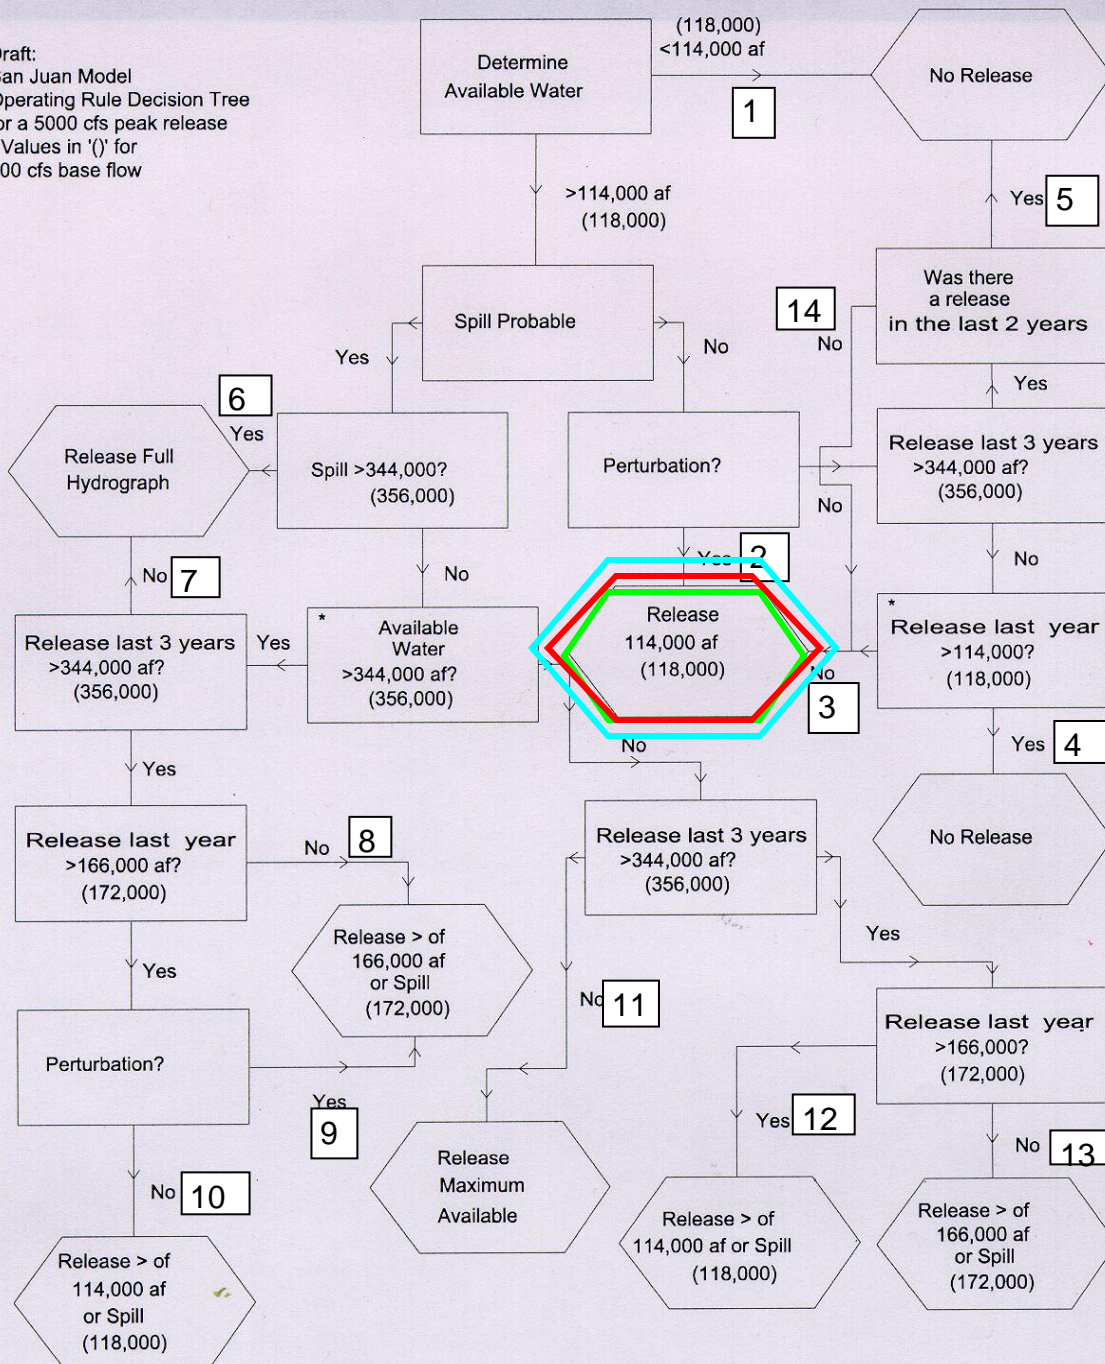 raft:
an Juan Model
perating Rule Decision Tree
or a 5000 cfs peak release
Values in '()' for
00 cfs base flow
Determine
Available Water
(118,000)
<114,000 af
1
No Release
>114,000 af
(118,000)
Yes
5
Was there
a release
in the last 2 years
14
No
Spill Probable
Yes
No
Yes
6
Yes
Release Full
Hydrograph
Spill >344,000?
(356,000)
Perturbation?
Release last 3 years
>344,000 af?
(356,000)
No
No
7
No
Yes
2
No
Release last 3 years
>344,000 af?
(356,000)
Yes
*
Available
Water
>344,000 af?
(356,000)
Release
114,000 af
(118,000)
*
Release last year
>114,000?
(118,000)
No
3
No
Yes
4
Yes
Release last year
>166,000 af?
(172,000)
No
8
Release last 3 years
>344,000 af?
(356,000)
No Release
Yes
Release > of
166,000 af
or Spill
(172,000)
Yes
No
11
Release last year
>166,000?
(172,000)
Perturbation?
Yes
9
Yes
12
No
13
No
10
Release
Maximum
Available
Release > of
114,000 af or Spill
(118,000)
Release > of
166,000 af
or Spill
(172,000)
Release > of
114,000 af
or Spill
(118,000)